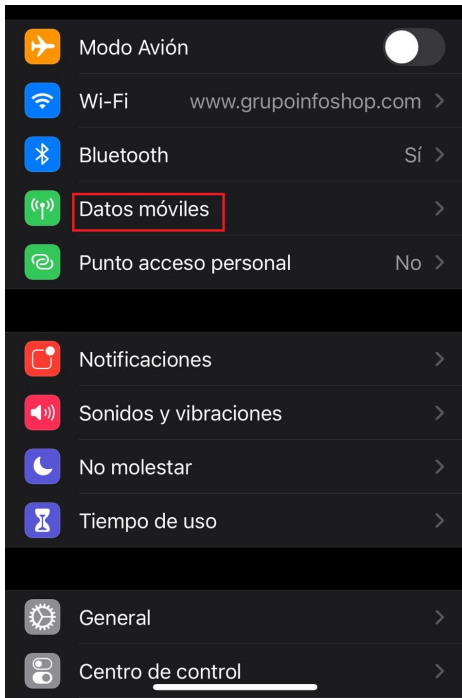 Modo Avión
Wi-Fi www.grupoinfoshop.com
Bluetooth Sí
Datos móviles
Punto acceso personal No
Notificaciones
Sonidos y vibraciones
No molestar
Tiempo de uso
General
Centro de control